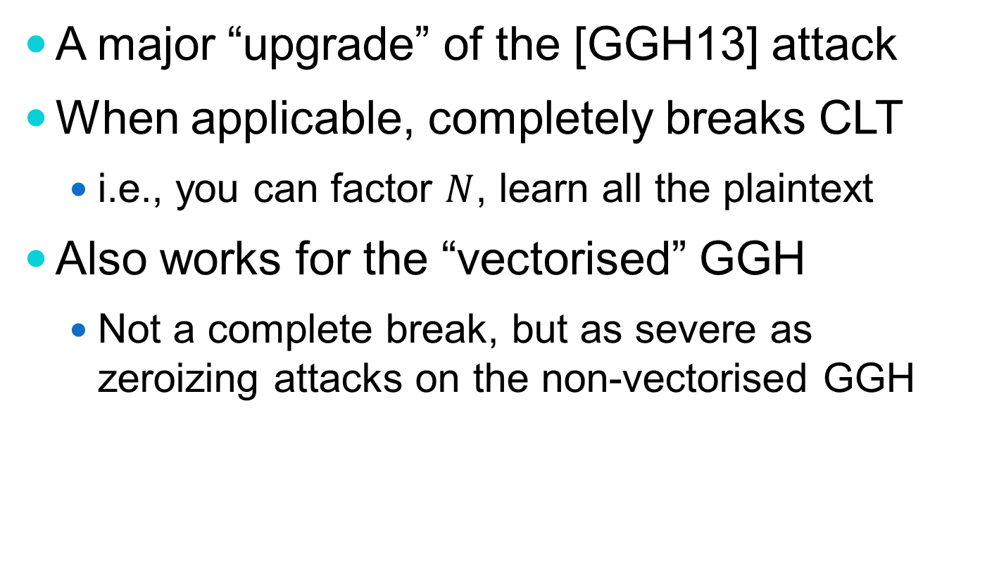 • A major “upgrade” of the [GGH13] attack
• When applicable, completely breaks CLT
• i.e., you can factor N, learn all the plaintext
• Also works for the “vectorised” GGH
• Not a complete break, but as severe as
zeroizing attacks on the non-vectorised GGH